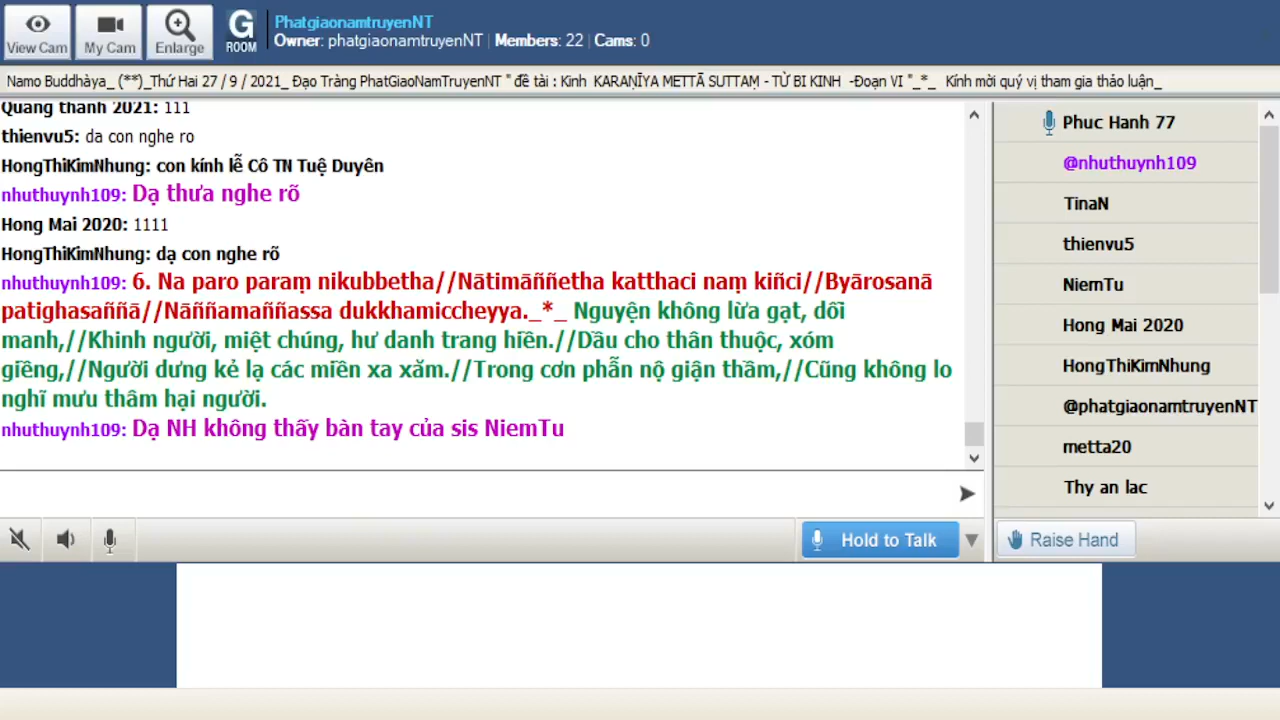 View Cam
My Cam
Enlarge
G
ROOM
PhatgiaonamtruyenNT
Owner: phatgiaonamtruyenNT | Members: 22 | Cams: 0
Namo Buddhàya_ (**)_Thứ Hai 27 / 9 / 2021_ Đạo Tràng PhatGiaoNamTruyenNT " đề tài : Kinh KARAṆĪYA METTĀ SUTTAṂ - TỪ BI KINH -Đoạn VI "_*_ Kính mời quý vị tham gia thảo luận_
Quang thanh 2021: 111
thienvu5: da con nghe ro
HongThiKimNhung: con kính lễ Cô TN Tuệ Duyên
nhuthuynh109: Dạ thưa nghe rõ
Hong Mai 2020: 1111
HongThiKimNhung: dạ con nghe rõ
nhuthuynh109: 6. Na paro paraṃ nikubbetha//Nātimāññetha katthaci naṃ kiñci//Byārosanā
patighasaññā//Nāññamaññassa dukkhamiccheyya._*_ Nguyện không lừa gạt, dối
manh,//Khinh người, miệt chúng, hư danh trang hiền.//Dầu cho thân thuộc, xóm
giềng,//Người dưng kẻ lạ các miền xa xăm.//Trong cơn phẫn nộ giận thầm,//Cũng không lo
nghĩ mưu thâm hại người.
nhuthuynh109: Dạ NH không thấy bàn tay của sis NiemTu
Phuc Hanh 77
@nhuthuynh109
TinaN
thienvu5
NiemTu
Hong Mai 2020
HongThiKimNhung
@phatgiaonamtruyenNT
metta20
Thy an lac
Hold to Talk
Raise Hand